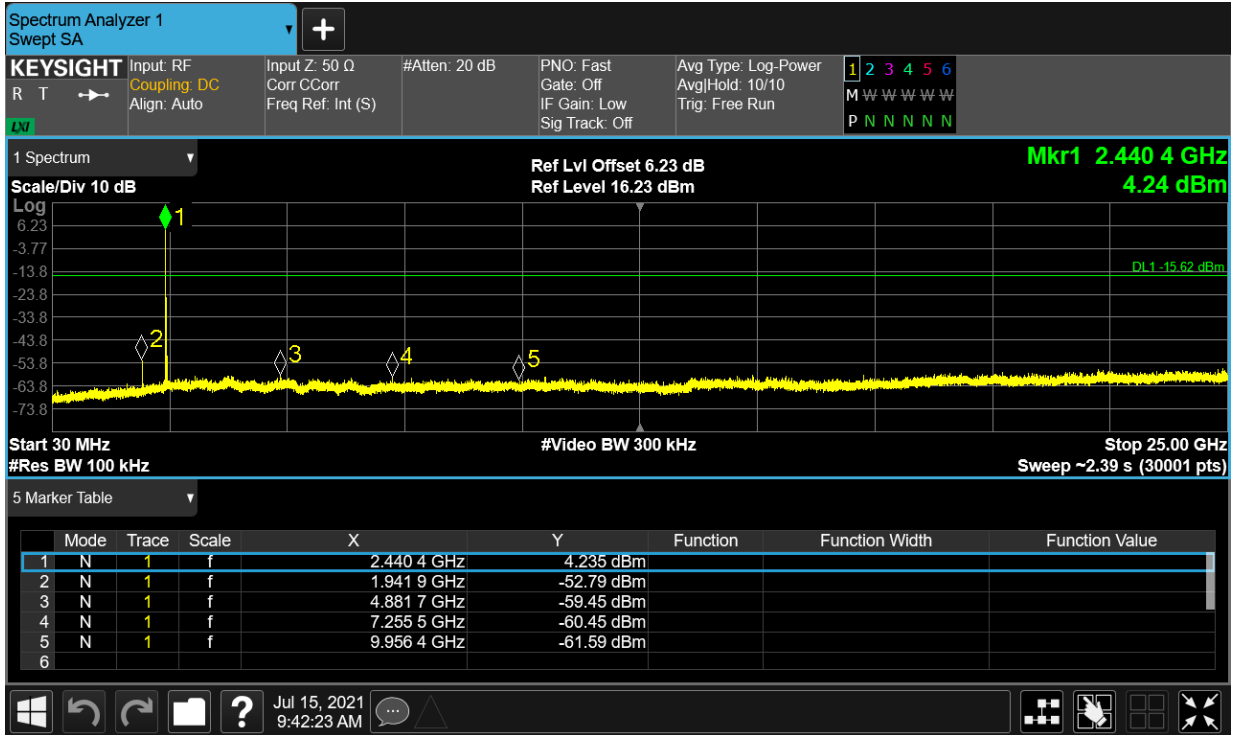 Spectrum Analyzer 1
Swept SA
KEYSIGHT
R T
LXI
Input: RF
Coupling: DC
Align: Auto
Input Z: 50 Ω
Corr CCorr
Freq Ref: Int (S)
#Atten: 20 dB
PNO: Fast
Gate: Off
IF Gain: Low
Sig Track: Off
Avg Type: Log-Power
Avg|Hold: 10/10
Trig: Free Run
1 2 3 4 5 6
M W W W W W
P N N N N N
1 Spectrum
Scale/Div 10 dB
Ref Lvl Offset 6.23 dB
Ref Level 16.23 dBm
Mkr1 2.440 4 GHz
4.24 dBm
Log
6.23
-3.77
-13.8
-23.8
-33.8
-43.8
-53.8
-63.8
-73.8
1
2
3
4
5
DL1 -15.62 dBm
Start 30 MHz
#Video BW 300 kHz
Stop 25.00 GHz
#Res BW 100 kHz
Sweep ~2.39 s (30001 pts)
5 Marker Table
Mode Trace Scale X Y Function Function Width Function Value
1 N 1 f 2.440 4 GHz 4.235 dBm
2 N 1 f 1.941 9 GHz -52.79 dBm
3 N 1 f 4.881 7 GHz -59.45 dBm
4 N 1 f 7.255 5 GHz -60.45 dBm
5 N 1 f 9.956 4 GHz -61.59 dBm
6
?
Jul 15, 2021
9:42:23 AM